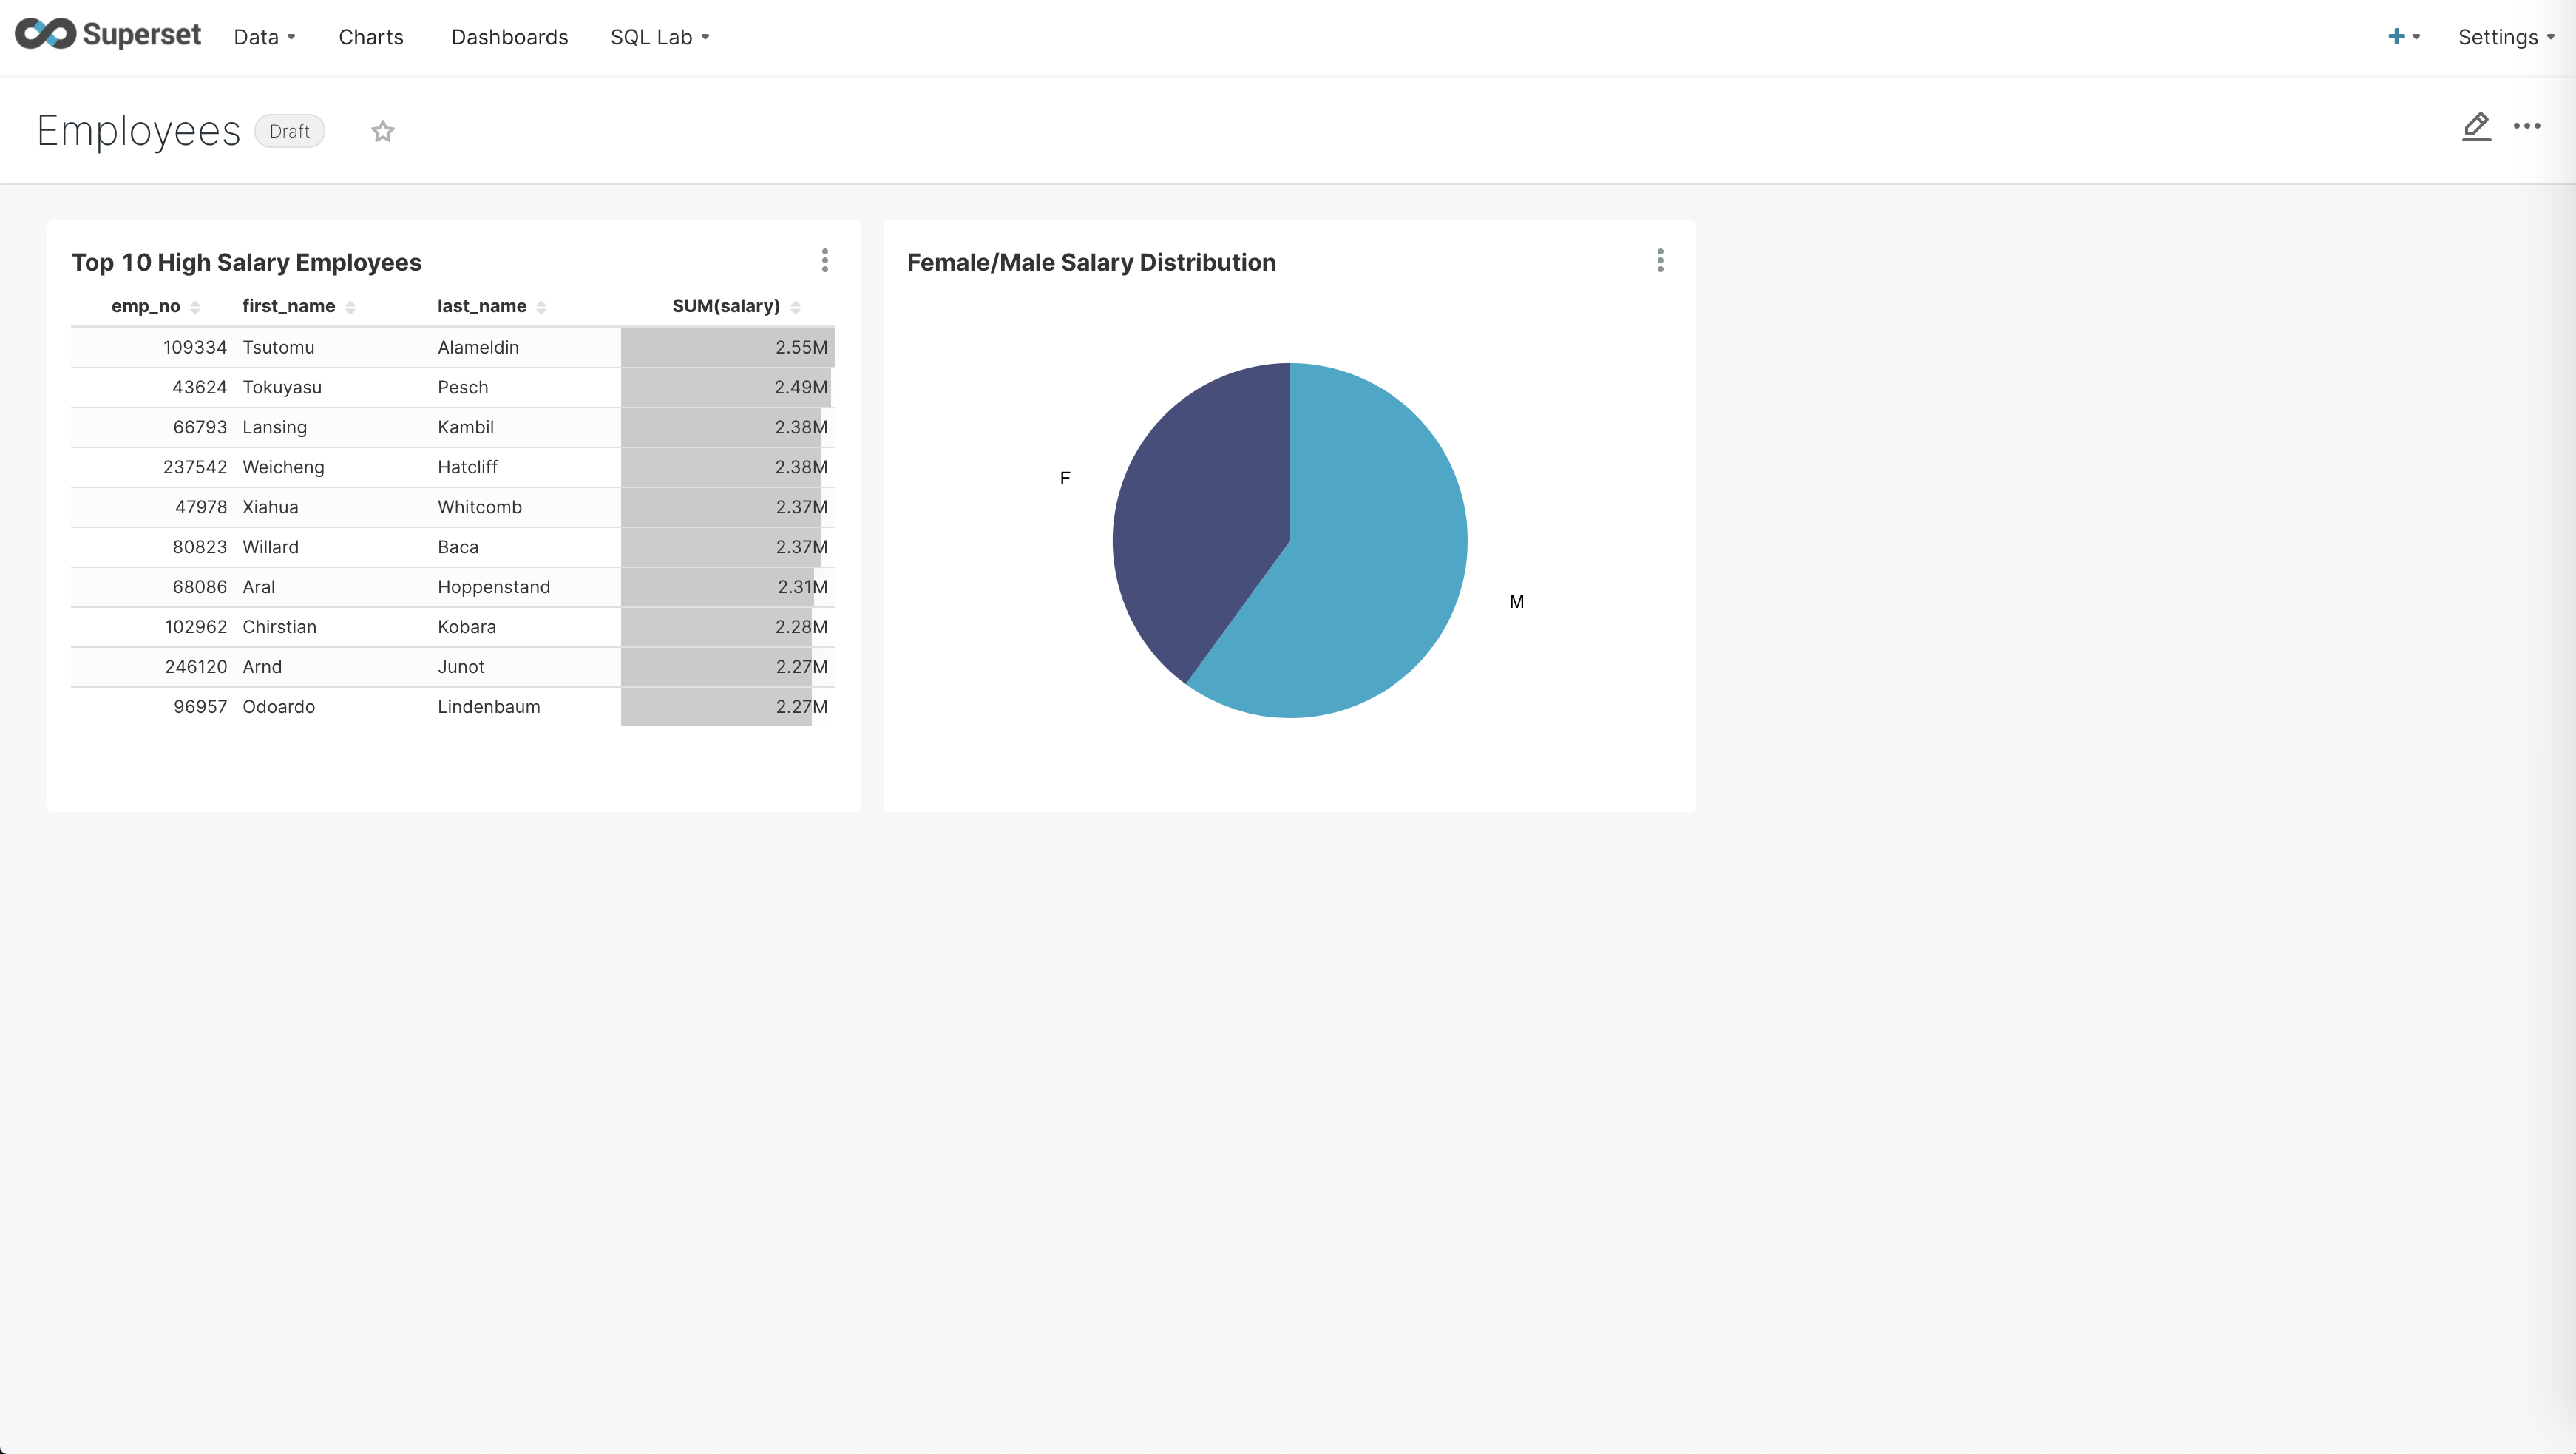 Superset Data Charts Dashboards SQL Lab + Settings
Employees Draft
Top 10 High Salary Employees
emp_no first_name last_name SUM(salary)
109334 Tsutomu Alameldin 2.55M
43624 Tokuyasu Pesch 2.49M
66793 Lansing Kambil 2.38M
237542 Weicheng Hatcliff 2.38M
47978 Xiahua Whitcomb 2.37M
80823 Willard Baca 2.37M
68086 Aral Hoppenstand 2.31M
102962 Chirstian Kobara 2.28M
246120 Arnd Junot 2.27M
96957 Odoardo Lindenbaum 2.27M
Female/Male Salary Distribution
F
M